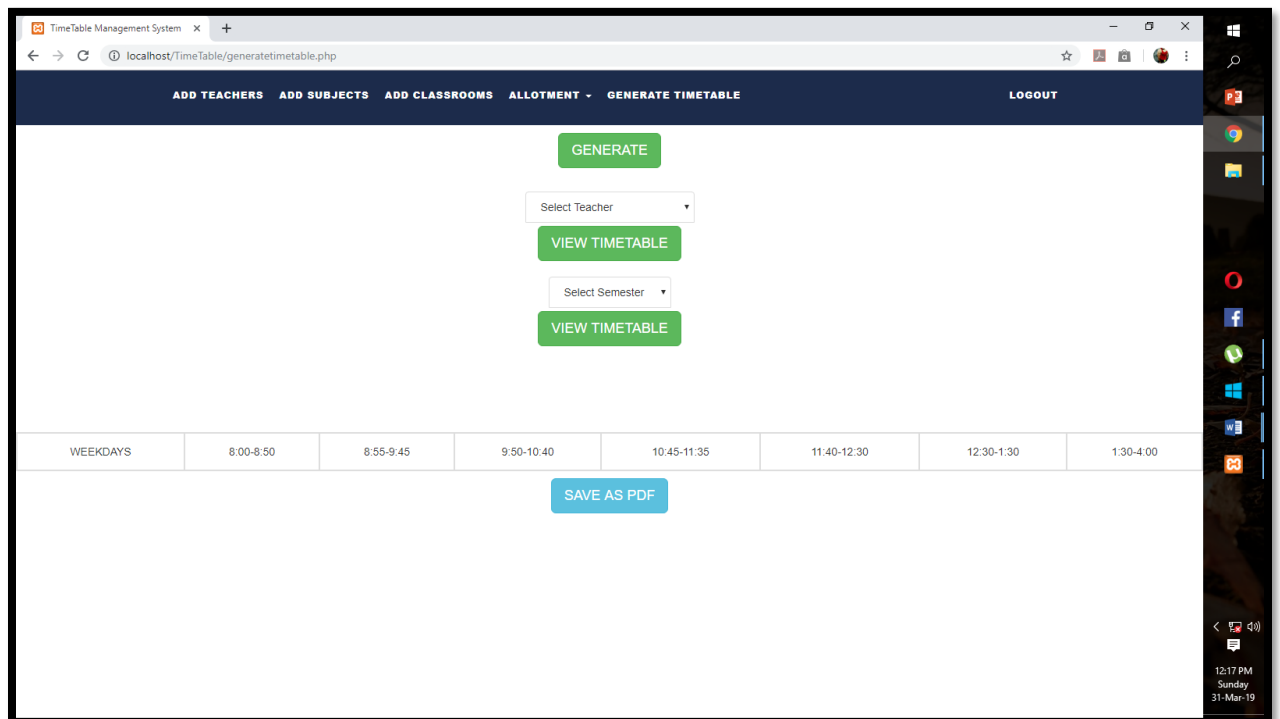 TimeTable Management System
localhost/TimeTable/generatetimetable.php
ADD TEACHERS ADD SUBJECTS ADD CLASSROOMS ALLOTMENT GENERATE TIMETABLE LOGOUT
GENERATE
Select Teacher
VIEW TIMETABLE
Select Semester
VIEW TIMETABLE
WEEKDAYS 8:00-8:50 8:55-9:45 9:50-10:40 10:45-11:35 11:40-12:30 12:30-1:30 1:30-4:00
SAVE AS PDF
12:17 PM
Sunday
31-Mar-19